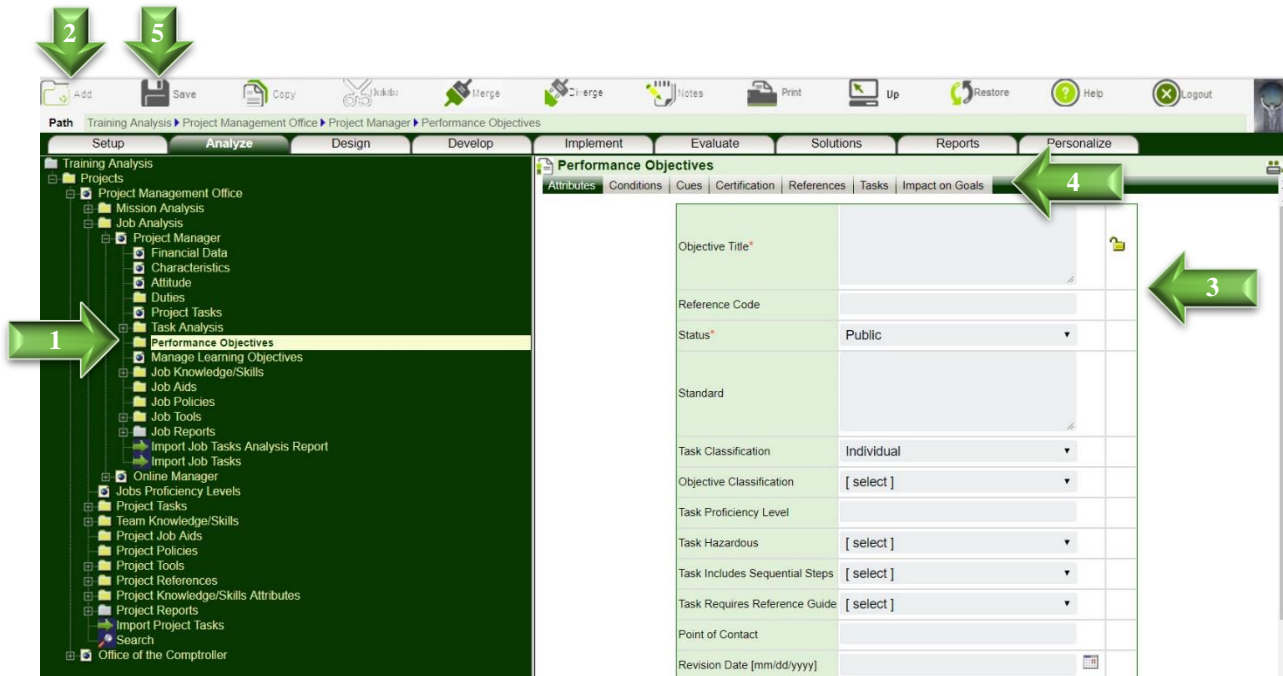 2 5
Add Save Copy Delete Merge Diverge Notes Print Up Restore Help Logout
Path Training Analysis Project Management Office Project Manager Performance Objectives
Setup Analyze Design Develop Implement Evaluate Solutions Reports Personalize
Training Analysis
Projects
Project Management Office
Mission Analysis
Job Analysis
Project Manager
Financial Data
Characteristics
Attitude
Duties
Project Tasks
Task Analysis
1
Performance Objectives
Manage Learning Objectives
Job Knowledge/Skills
Job Aids
Job Policies
Job Tools
Job Reports
Import Job Tasks Analysis Report
Import Job Tasks
Online Manager
Jobs Proficiency Levels
Project Tasks
Team Knowledge/Skills
Project Job Aids
Project Policies
Project Tools
Project References
Project Knowledge/Skills Attributes
Project Reports
Import Project Tasks
Search
Office of the Comptroller
Performance Objectives
Attributes Conditions Cues Certification References Tasks Impact on Goals
4
Objective Title*
3
Reference Code
Status* Public
Standard
Task Classification Individual
Objective Classification [ select ]
Task Proficiency Level
Task Hazardous [ select ]
Task Includes Sequential Steps [ select ]
Task Requires Reference Guide [ select ]
Point of Contact
Revision Date [mm/dd/yyyy]